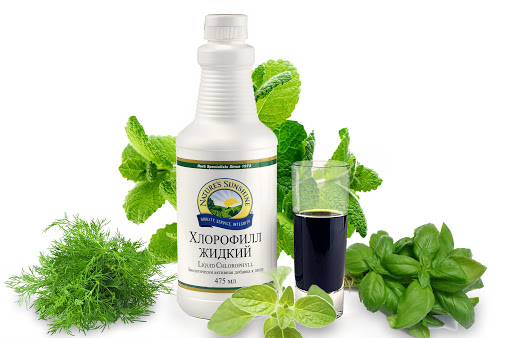 Herb Specialists Since 1972
NATURE'S SUNSHINE
QUALITY, SERVICE, INTEGRITY
ХЛОРОФИЛЛ
ЖИДКИЙ
LIQUID CHLOROPHYLL
Биологически активная добавка к пище
475 мл